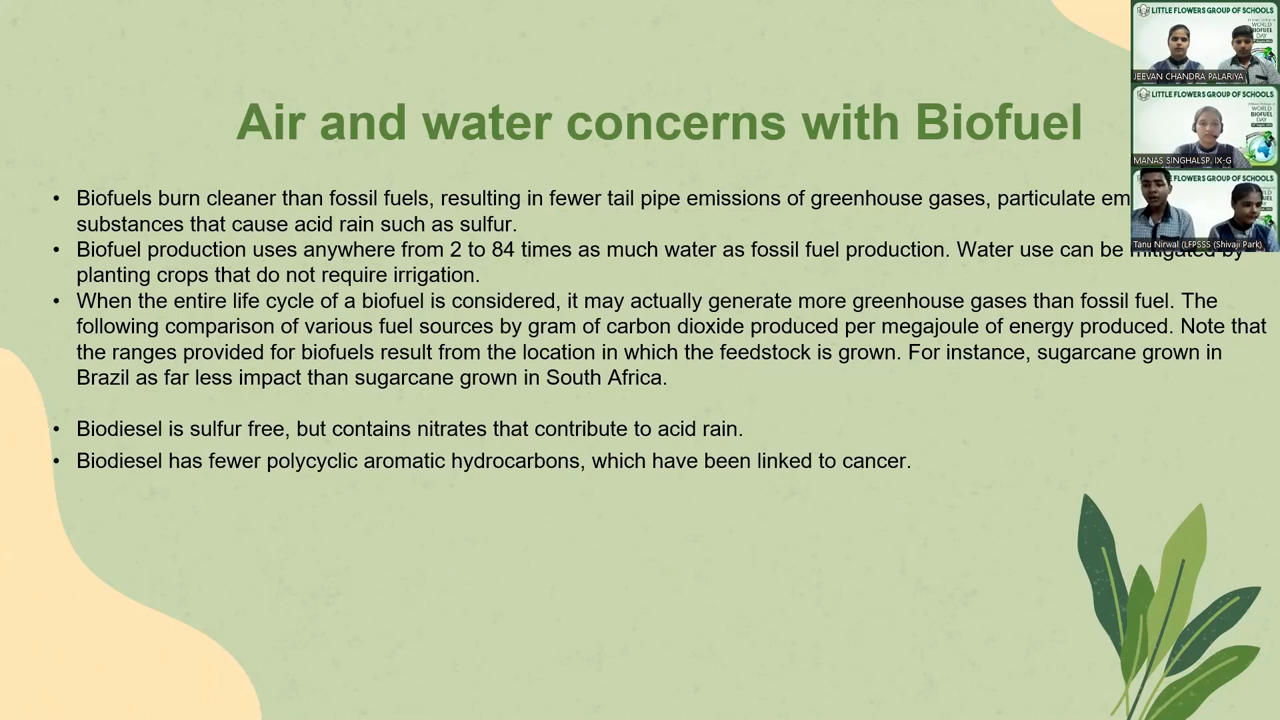 Air and water concerns with Biofuel
• Biofuels burn cleaner than fossil fuels, resulting in fewer tail pipe emissions of greenhouse gases, particulate em
substances that cause acid rain such as sulfur.
• Biofuel production uses anywhere from 2 to 84 times as much water as fossil fuel production. Water use can be mitigated by
planting crops that do not require irrigation.
• When the entire life cycle of a biofuel is considered, it may actually generate more greenhouse gases than fossil fuel. The
following comparison of various fuel sources by gram of carbon dioxide produced per megajoule of energy produced. Note that
the ranges provided for biofuels result from the location in which the feedstock is grown. For instance, sugarcane grown in
Brazil as far less impact than sugarcane grown in South Africa.
• Biodiesel is sulfur free, but contains nitrates that contribute to acid rain.
• Biodiesel has fewer polycyclic aromatic hydrocarbons, which have been linked to cancer.
LITTLE FLOWERS GROUP OF SCHOOLS
WORLD
BIOFUEL
DAY
JEEVAN CHANDRA PALARIYA
LITTLE FLOWERS GROUP OF SCHOOLS
WORLD
BIOFUEL
DAY
MANAS SINGHALSP. IX-G
FLOWERS GROUP OF SCHOOLS
Tanu Nirwal (LFPSSS (Shivaji Park)